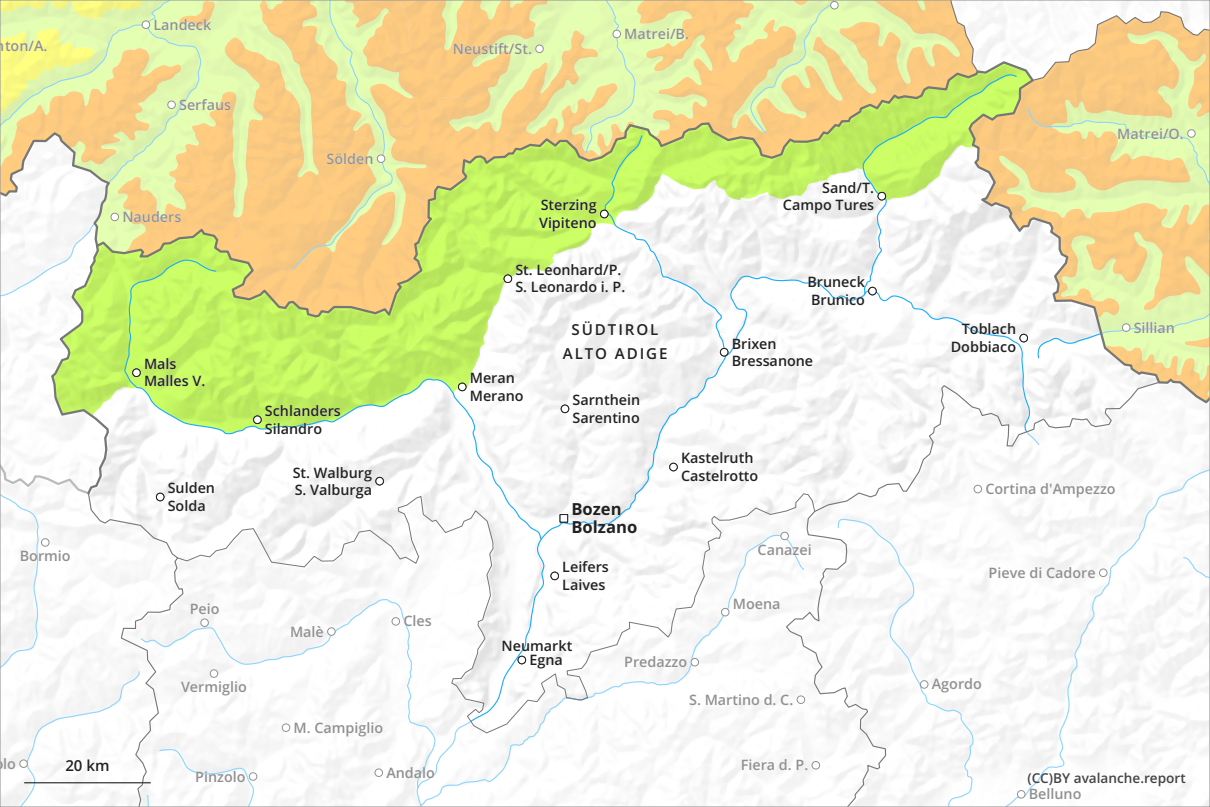 Landeck
Matrei/B.
Neustift/St.
nton/A.
Serfaus
Matrei/O.
Sölden
Sand/T.
Campo Tures
Nauders
Sterzing
Vipiteno
St. Leonhard/P.
S. Leonardo i. P.
Bruneck
Brunico
SÜDTIROL
ALTO ADIGE
Toblach
Dobbiaco
Sillian
Brixen
Bressanone
Mals
Malles V.
Meran
Merano
Sarnthein
Sarentino
Schlanders
Silandro
Kastelruth
Castelrotto
St. Walburg
S. Valburga
Sulden
Solda
Cortina d'Ampezzo
Bozen
Bolzano
Bormio
Canazei
Leifers
Laives
Pieve di Cadore
Peio
Moena
Malè
Cles
Neumarkt
Egna
Predazzo
Vermiglio
Agordo
S. Martino d. C.
M. Campiglio
olo
20 km
Pinzolo
Andalo
Fiera d. P.
(CC)BY avalanche.report
Belluno